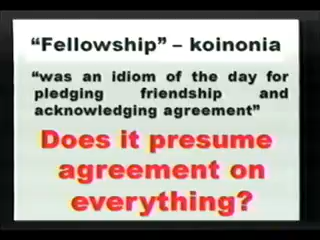 “Fellowship” – koinonia
“was an idiom of the day for
pledging friendship and
acknowledging agreement”
Does it presume
agreement on
everything?